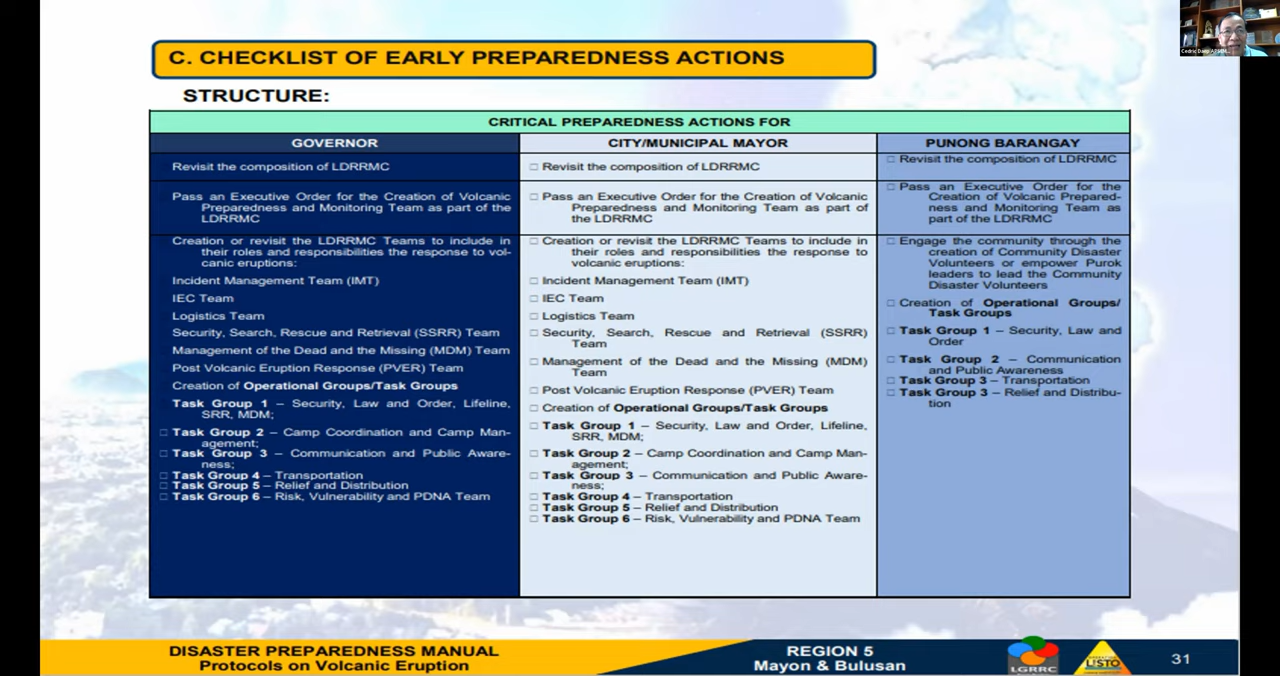 C. CHECKLIST OF EARLY PREPAREDNESS ACTIONS
STRUCTURE:
CRITICAL PREPAREDNESS ACTIONS FOR
GOVERNOR
Revisit the composition of LDRRMC
Pass an Executive Order for the Creation of Volcanic
Preparedness and Monitoring Team as part of the
LDRRMC
Creation or revisit the LDRRMC Teams to include in
their roles and responsibilities the response to vol-
canic eruptions:
Incident Management Team (IMT)
IEC Team
Logistics Team
Security, Search, Rescue and Retrieval (SSRR) Team
Management of the Dead and the Missing (MDM) Team
Post Volcanic Eruption Response (PVER) Team
Creation of Operational Groups/Task Groups
Task Group 1 – Security, Law and Order, Lifeline,
SRR, MDM;
□ Task Group 2 – Camp Coordination and Camp Man-
agement;
□ Task Group 3 – Communication and Public Aware-
ness;
□ Task Group 4 – Transportation
□ Task Group 5 – Relief and Distribution
□ Task Group 6 – Risk, Vulnerability and PDNA Team
CITY/MUNICIPAL MAYOR
□ Revisit the composition of LDRRMC
□ Pass an Executive Order for the Creation of Volcanic
Preparedness and Monitoring Team as part of
the LDRRMC
□ Creation or revisit the LDRRMC Teams to include in
their roles and responsibilities the response to
volcanic eruptions:
□ Incident Management Team (IMT)
□ IEC Team
□ Logistics Team
□ Security, Search, Rescue and Retrieval (SSRR)
Team
□ Management of the Dead and the Missing (MDM)
Team
□ Post Volcanic Eruption Response (PVER) Team
□ Creation of Operational Groups/Task Groups
□ Task Group 1 – Security, Law and Order, Lifeline,
SRR, MDM;
□ Task Group 2 – Camp Coordination and Camp Man-
agement;
□ Task Group 3 – Communication and Public Aware-
ness;
□ Task Group 4 – Transportation
□ Task Group 5 – Relief and Distribution
□ Task Group 6 – Risk, Vulnerability and PDNA Team
PUNONG BARANGAY
□ Revisit the composition of LDRRMC
□ Pass an Executive Order for the
Creation of Volcanic Prepared-
ness and Monitoring Team as
part of the LDRRMC
□ Engage the community through the
creation of Community Disaster
Volunteers or empower Purok
leaders to lead the Community
Disaster Volunteers
□ Creation of Operational Groups/
Task Groups
□ Task Group 1 – Security, Law and
Order
□ Task Group 2 – Communication
and Public Awareness
□ Task Group 3 – Transportation
□ Task Group 3 – Relief and Distribu-
tion
DISASTER PREPAREDNESS MANUAL
Protocols on Volcanic Eruption
REGION 5
Mayon & Bulusan
LGRRC
LISTO
31